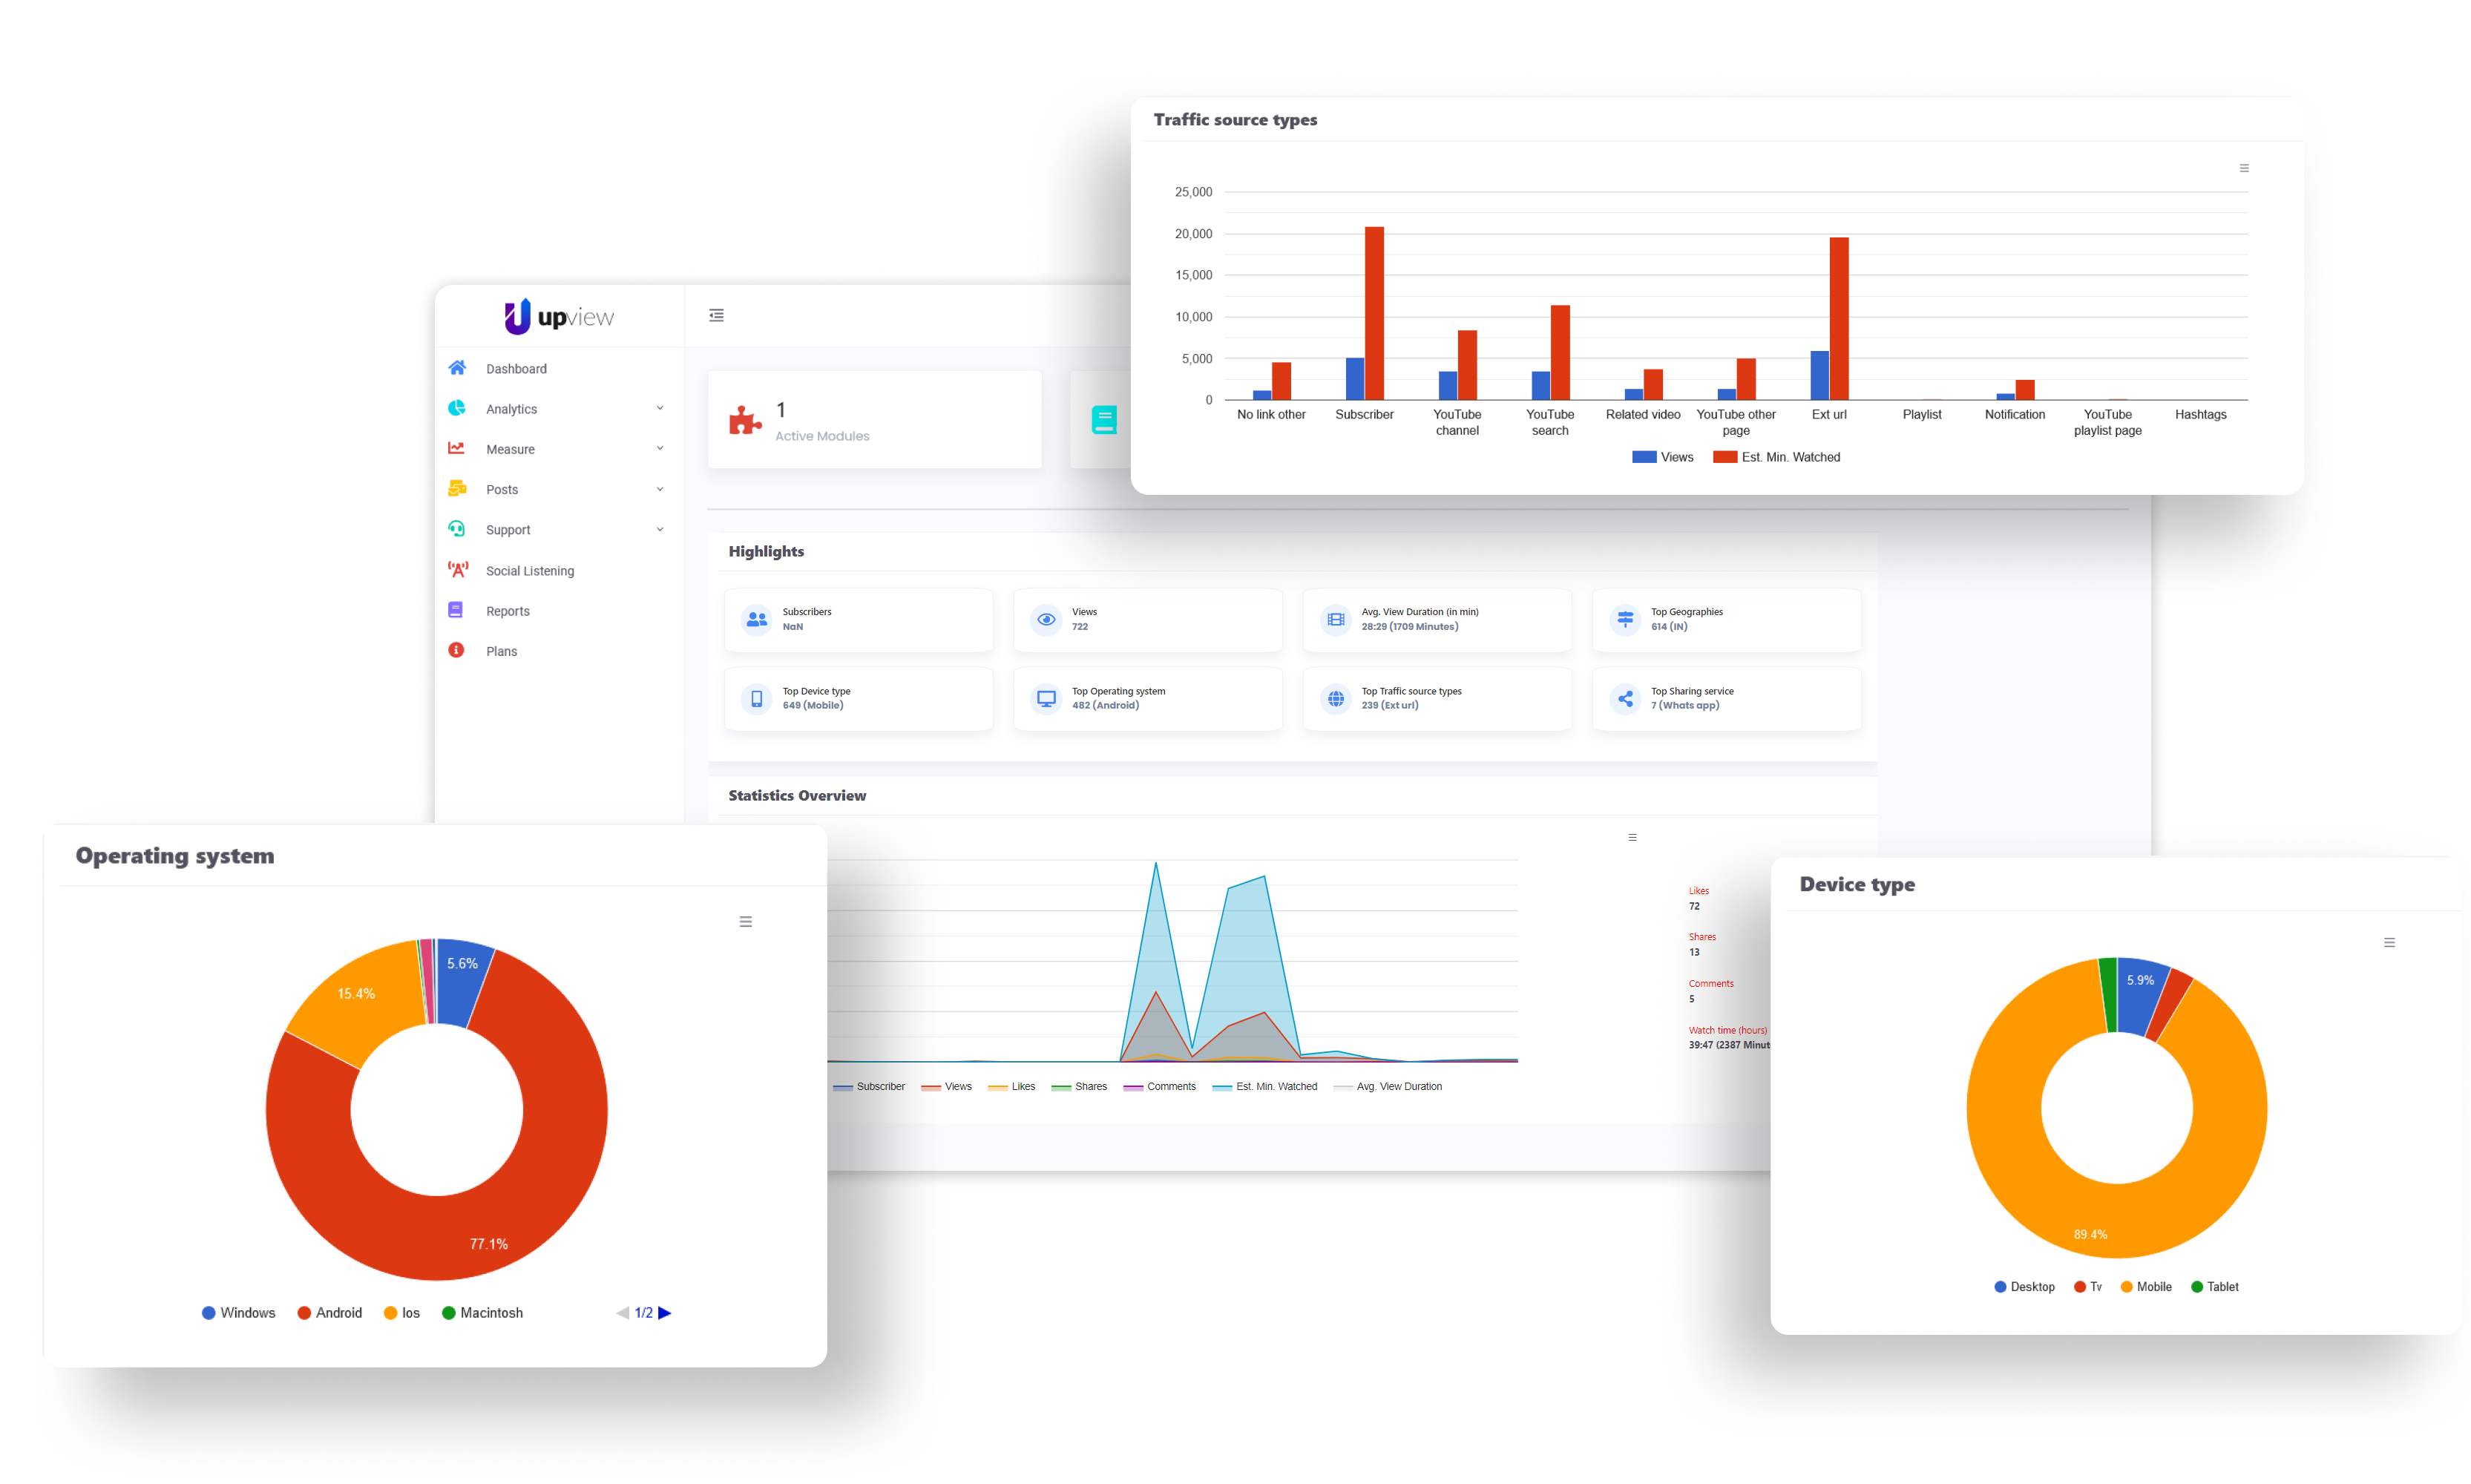 Traffic source types
25,000
20,000
15,000
10,000
5,000
0
No link other
Subscriber
YouTube
channel
YouTube
search
Related video
YouTube other
page
Ext url
Playlist
Notification
YouTube
playlist page
Hashtags
Views
Est. Min. Watched
upview
Dashboard
Analytics
Measure
Posts
Support
Social Listening
Reports
Plans
1
Active Modules
Highlights
Subscribers
NaN
Views
722
Avg. View Duration (in min)
28:29 (1709 Minutes)
Top Geographies
614 (IN)
Top Device type
649 (Mobile)
Top Operating system
482 (Android)
Top Traffic source types
239 (Ext url)
Top Sharing service
7 (Whats app)
Statistics Overview
Likes
72
Shares
13
Comments
5
Watch time (hours)
39:47 (2387 Minut
Subscriber
Views
Likes
Shares
Comments
Est. Min. Watched
Avg. View Duration
Operating system
5.6%
15.4%
77.1%
Windows
Android
Ios
Macintosh
1/2
Device type
5.9%
89.4%
Desktop
Tv
Mobile
Tablet